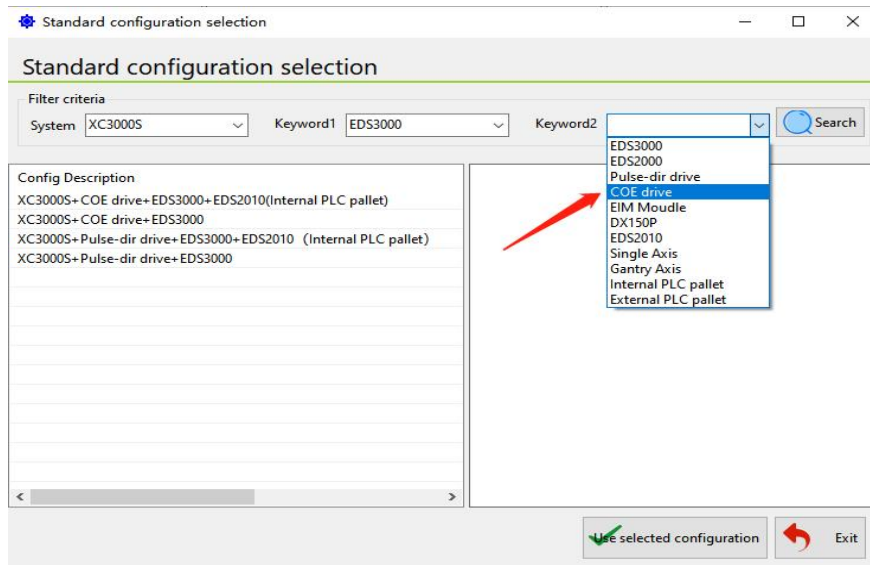 Standard configuration selection
Standard configuration selection
Filter criteria
System XC3000S Keyword1 EDS3000 Keyword2 Search
EDS3000
EDS2000
Pulse-dir drive
COE drive
EIM Moudle
DX150P
EDS2010
Single Axis
Gantry Axis
Internal PLC pallet
External PLC pallet
Config Description
XC3000S+COE drive+EDS3000+EDS2010(Internal PLC pallet)
XC3000S+COE drive+EDS3000
XC3000S+Pulse-dir drive+EDS3000+EDS2010（Internal PLC pallet）
XC3000S+Pulse-dir drive+EDS3000
Use selected configuration Exit